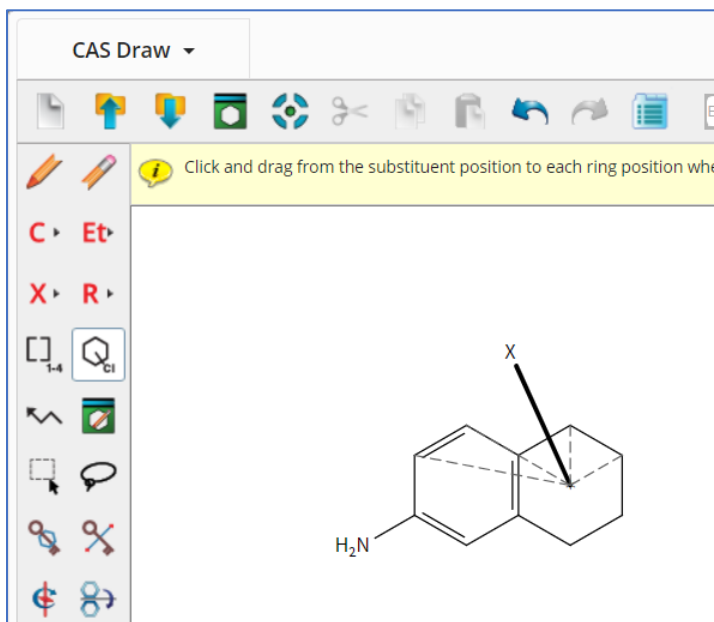 CAS Draw
E
Click and drag from the substituent position to each ring position whe
C Et
X R
1-4 Cl
X
H₂N